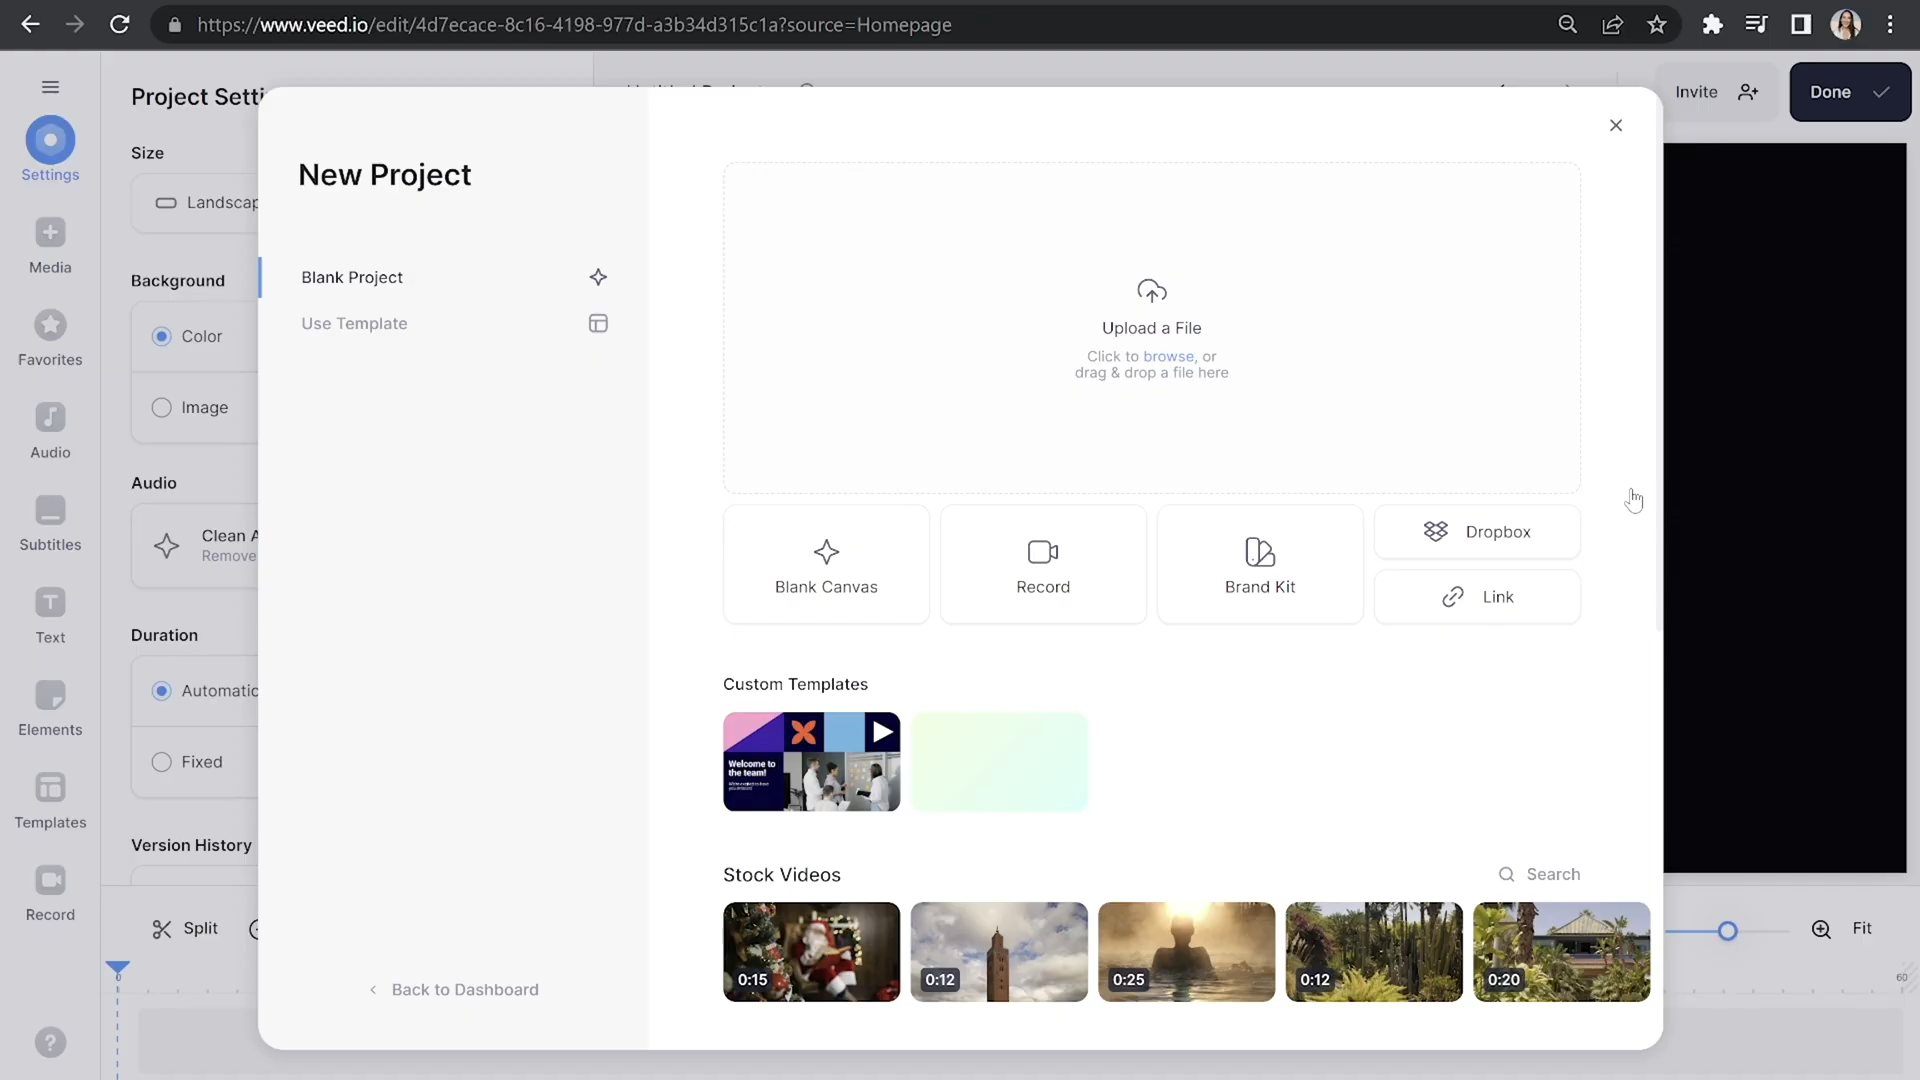 https://www.veed.io/edit/4d7ecace-8c16-4198-977d-a3b34d315c1a?source=Homepage
Invite
Done
Settings
Media
Favorites
Audio
Subtitles
Text
Elements
Templates
Record
Project Setti
Size
Landscap
Background
Color
Image
Audio
Clean A
Remove
Duration
Automatic
Fixed
Version History
Split
New Project
Blank Project
Use Template
Back to Dashboard
Upload a File
Click to browse, or
drag & drop a file here
Blank Canvas
Record
Brand Kit
Dropbox
Link
Custom Templates
Welcome to
the team!
Stock Videos
Search
0:15
0:12
0:25
0:12
0:20
Fit
0
60
?